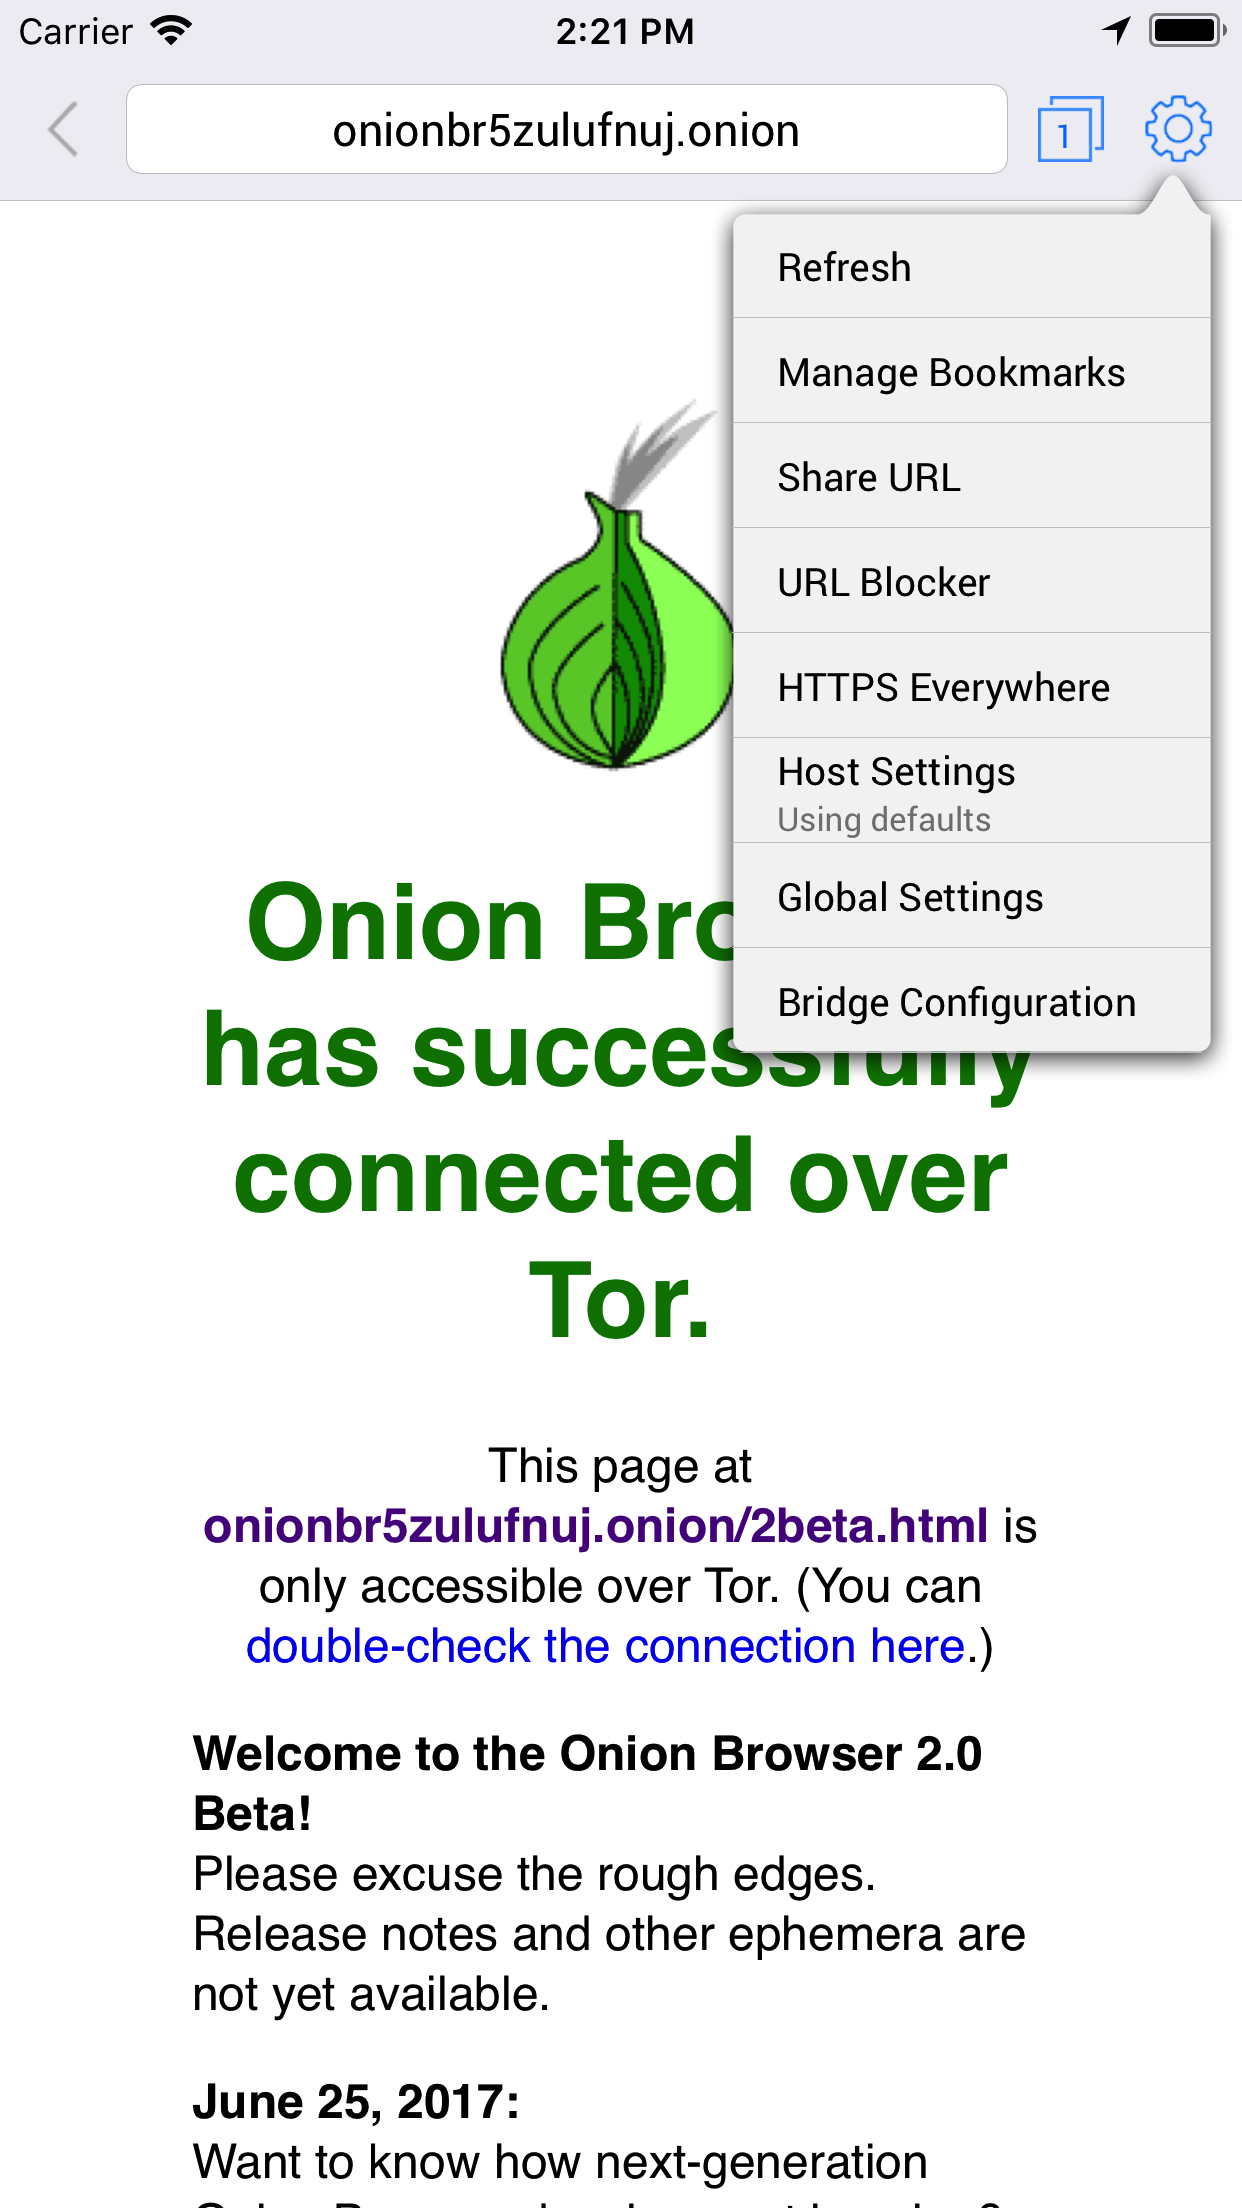 Carrier 2:21 PM
onionbr5zulufnuj.onion 1
Refresh
Manage Bookmarks
Share URL
URL Blocker
HTTPS Everywhere
Host Settings
Using defaults
Global Settings
Bridge Configuration
Onion
has successfully
connected over
Tor.
This page at
onionbr5zulufnuj.onion/2beta.html is
only accessible over Tor. (You can
double-check the connection here.)
Welcome to the Onion Browser 2.0
Beta!
Please excuse the rough edges.
Release notes and other ephemera are
not yet available.
June 25, 2017:
Want to know how next-generation